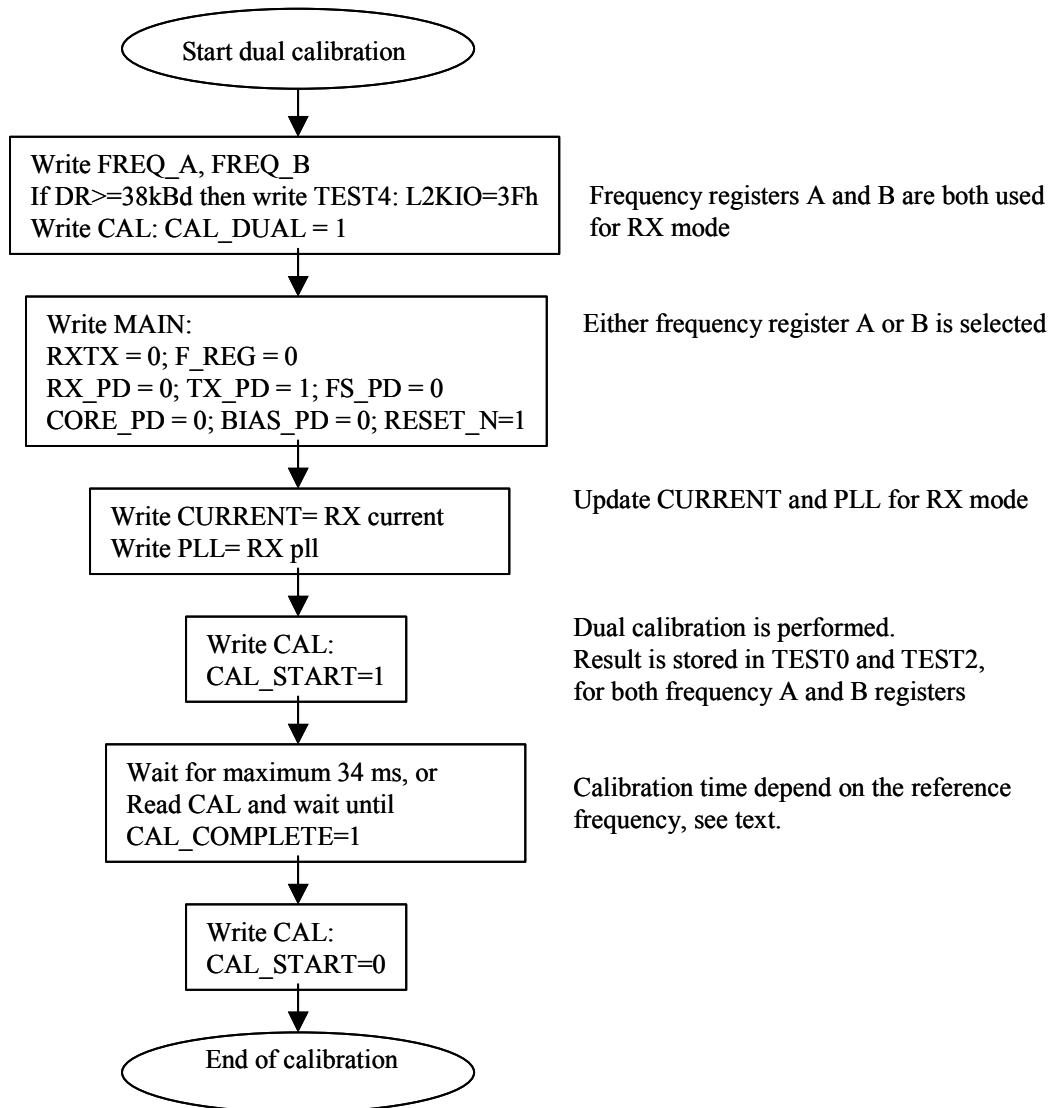 Start dual calibration
Write FREQ_A, FREQ_B
If DR>=38kBd then write TEST4: L2KIO=3Fh
Write CAL: CAL_DUAL = 1
Frequency registers A and B are both used
for RX mode
Write MAIN:
RXTX = 0; F_REG = 0
RX_PD = 0; TX_PD = 1; FS_PD = 0
CORE_PD = 0; BIAS_PD = 0; RESET_N=1
Either frequency register A or B is selected
Write CURRENT= RX current
Write PLL= RX pll
Update CURRENT and PLL for RX mode
Write CAL:
CAL_START=1
Dual calibration is performed.
Result is stored in TEST0 and TEST2,
for both frequency A and B registers
Wait for maximum 34 ms, or
Read CAL and wait until
CAL_COMPLETE=1
Calibration time depend on the reference
frequency, see text.
Write CAL:
CAL_START=0
End of calibration